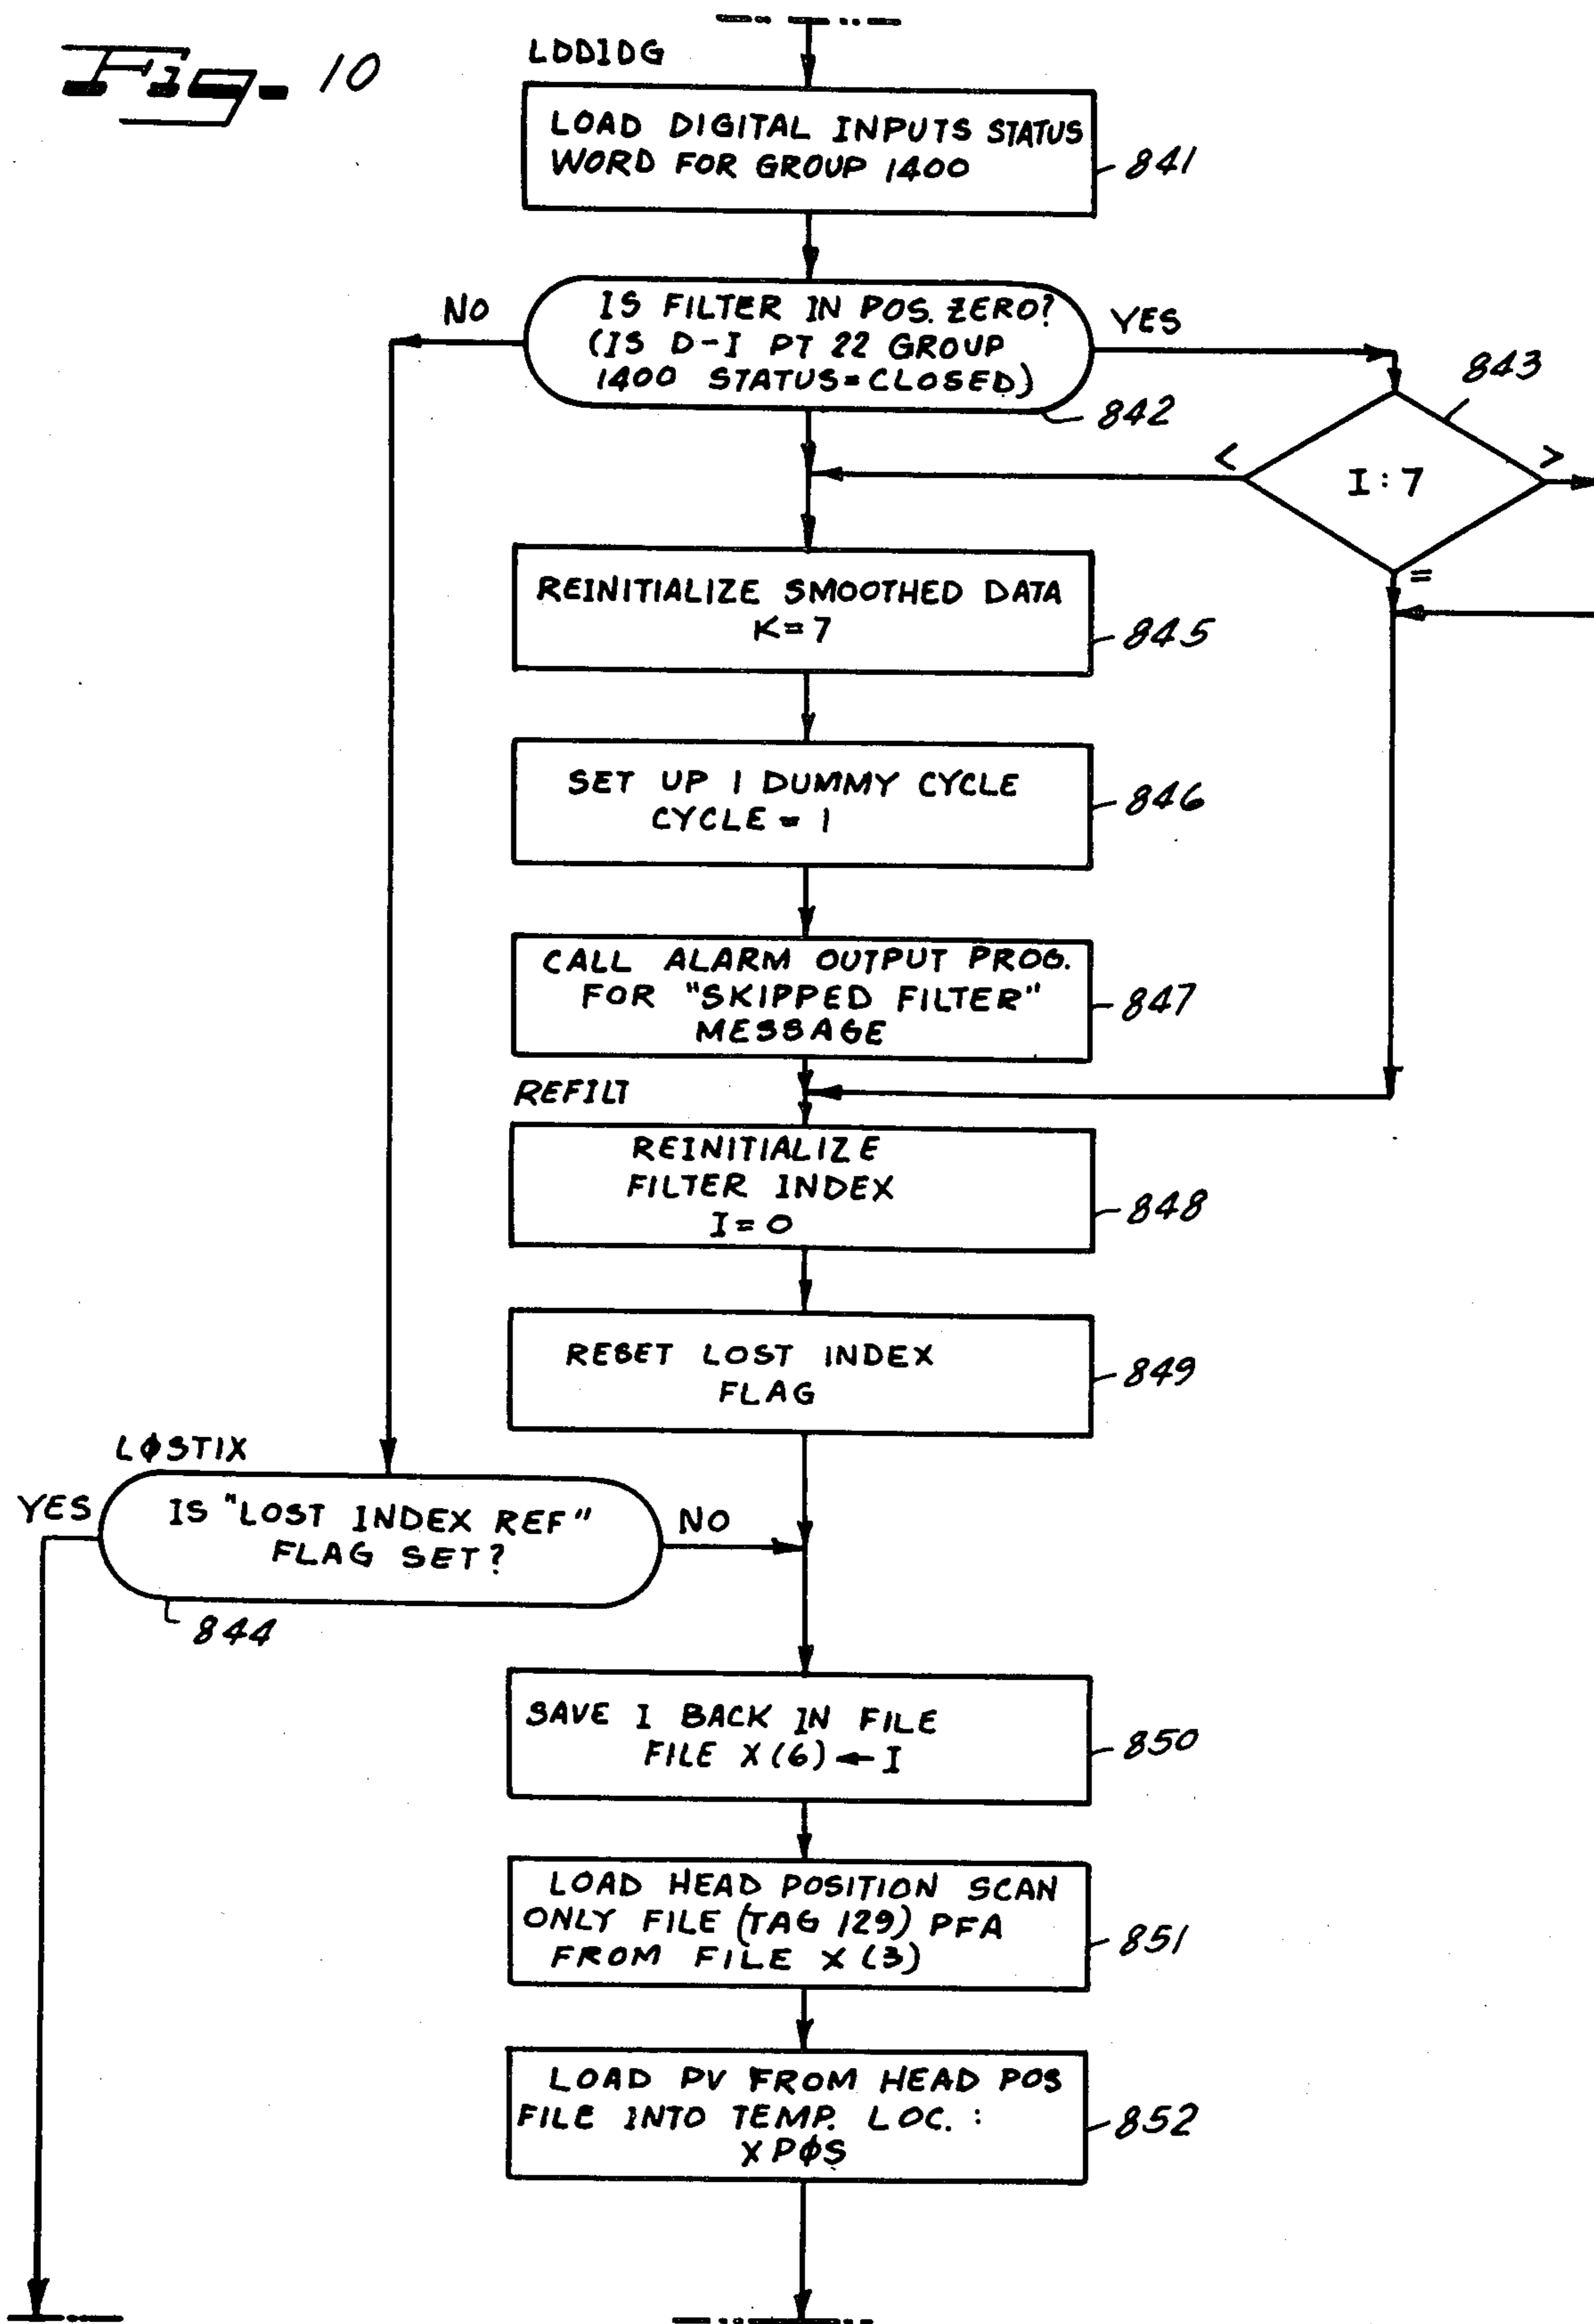 Fig- 10
LDD1DG
LOAD DIGITAL INPUTS STATUS
WORD FOR GROUP 1400
841
NO
IS FILTER IN POS. ZERO?
(IS D-I PT 22 GROUP
1400 STATUS=CLOSED)
YES
842
843
<
I:7
>
=
REINITIALIZE SMOOTHED DATA
K=7
845
SET UP 1 DUMMY CYCLE
CYCLE = 1
846
CALL ALARM OUTPUT PROG.
FOR "SKIPPED FILTER"
MESSAGE
847
REFILT
REINITIALIZE
FILTER INDEX
I=0
848
RESET LOST INDEX
FLAG
849
LØSTIX
YES
IS "LOST INDEX REF"
FLAG SET?
NO
844
SAVE I BACK IN FILE
FILE X(6)←I
850
LOAD HEAD POSITION SCAN
ONLY FILE (TAG 129) PFA
FROM FILE X(3)
851
LOAD PV FROM HEAD POS
FILE INTO TEMP. LOC. :
XPØS
852